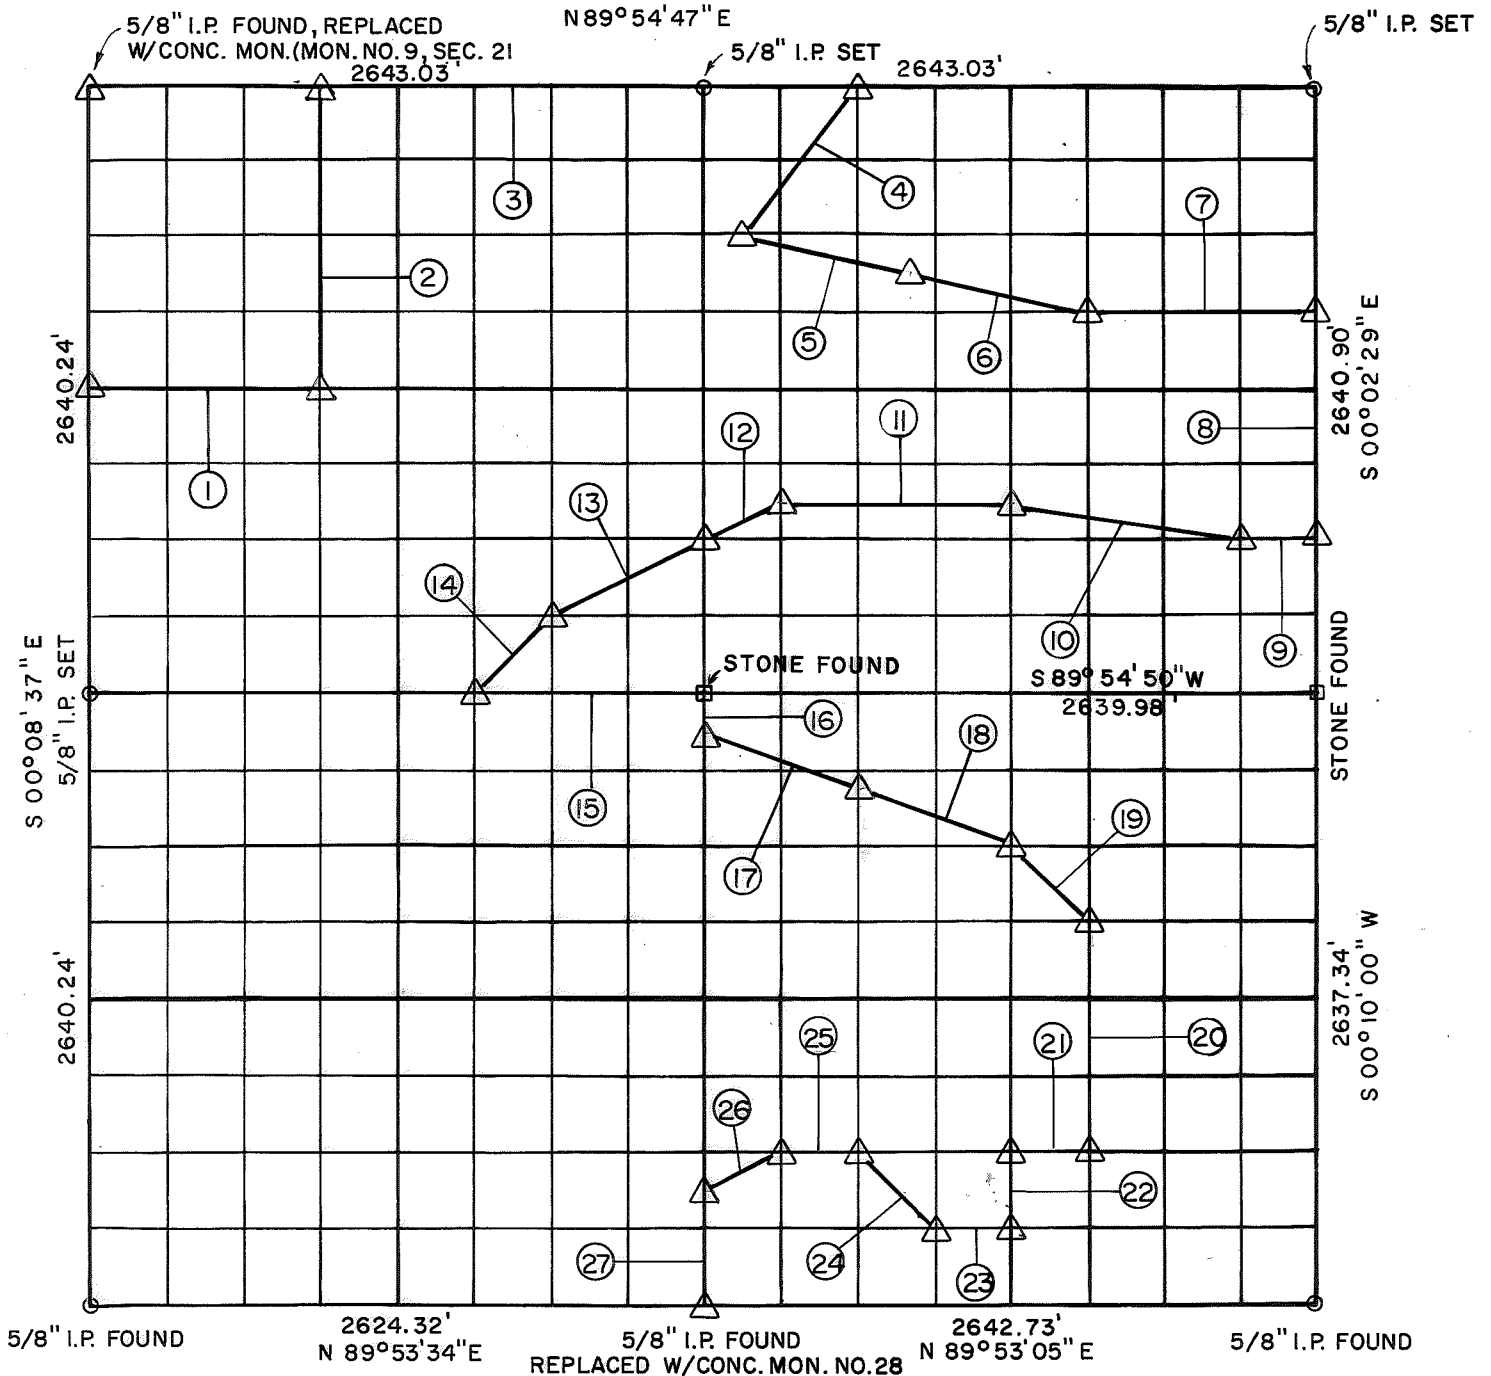 N89°54'47"E
5/8" I.P. FOUND, REPLACED
W/CONC. MON.(MON. NO. 9, SEC. 21
5/8" I.P. SET
5/8" I.P. SET
2643.03'
2643.03'
3
4
7
2
5
6
2640.24'
2640.90'
S 00°02'29" E
8
1
11
12
13
14
10
9
S 00°08'37" E
5/8" I.P. SET
STONE FOUND
STONE FOUND
S 89° 54' 50" W
2639.98'
16
18
15
17
19
2640.24'
2637.34'
S 00°10'00" W
25
21
20
26
22
27
24
23
5/8" I.P. FOUND
2624.32'
N 89°53'34"E
5/8" I.P. FOUND
REPLACED W/CONC. MON. NO. 28
2642.73'
N 89°53'05" E
5/8" I.P. FOUND